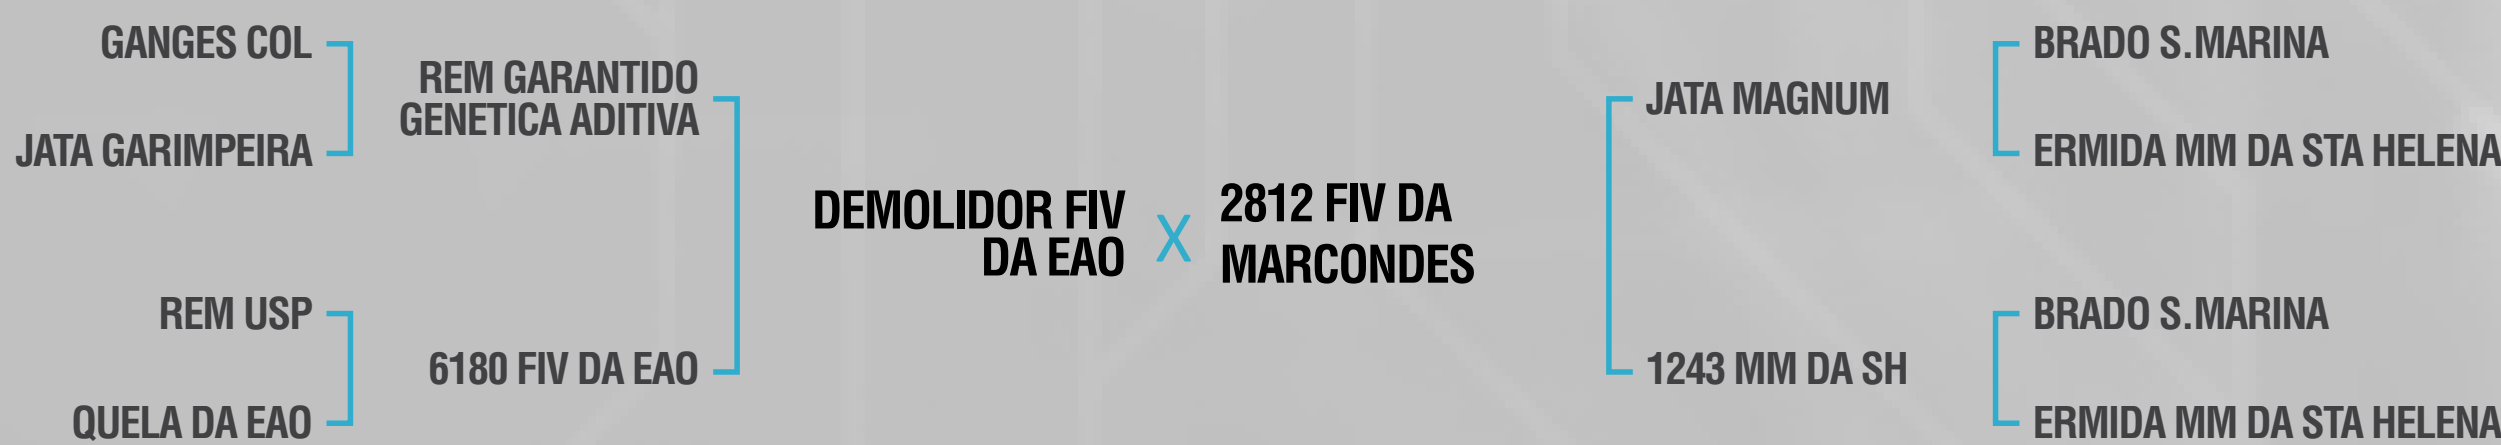 GANGES COL
JATA GARIMPEIRA
REM GARANTIDO
GENETICA ADITIVA
REM USP
QUELA DA EAO
6180 FIV DA EAO
DEMOLIDOR FIV
DA EAO
X
2812 FIV DA
MARCONDES
JATA MAGNUM
BRADO S.MARINA
ERMIDA MM DA STA HELENA
1243 MM DA SH
BRADO S.MARINA
ERMIDA MM DA STA HELENA